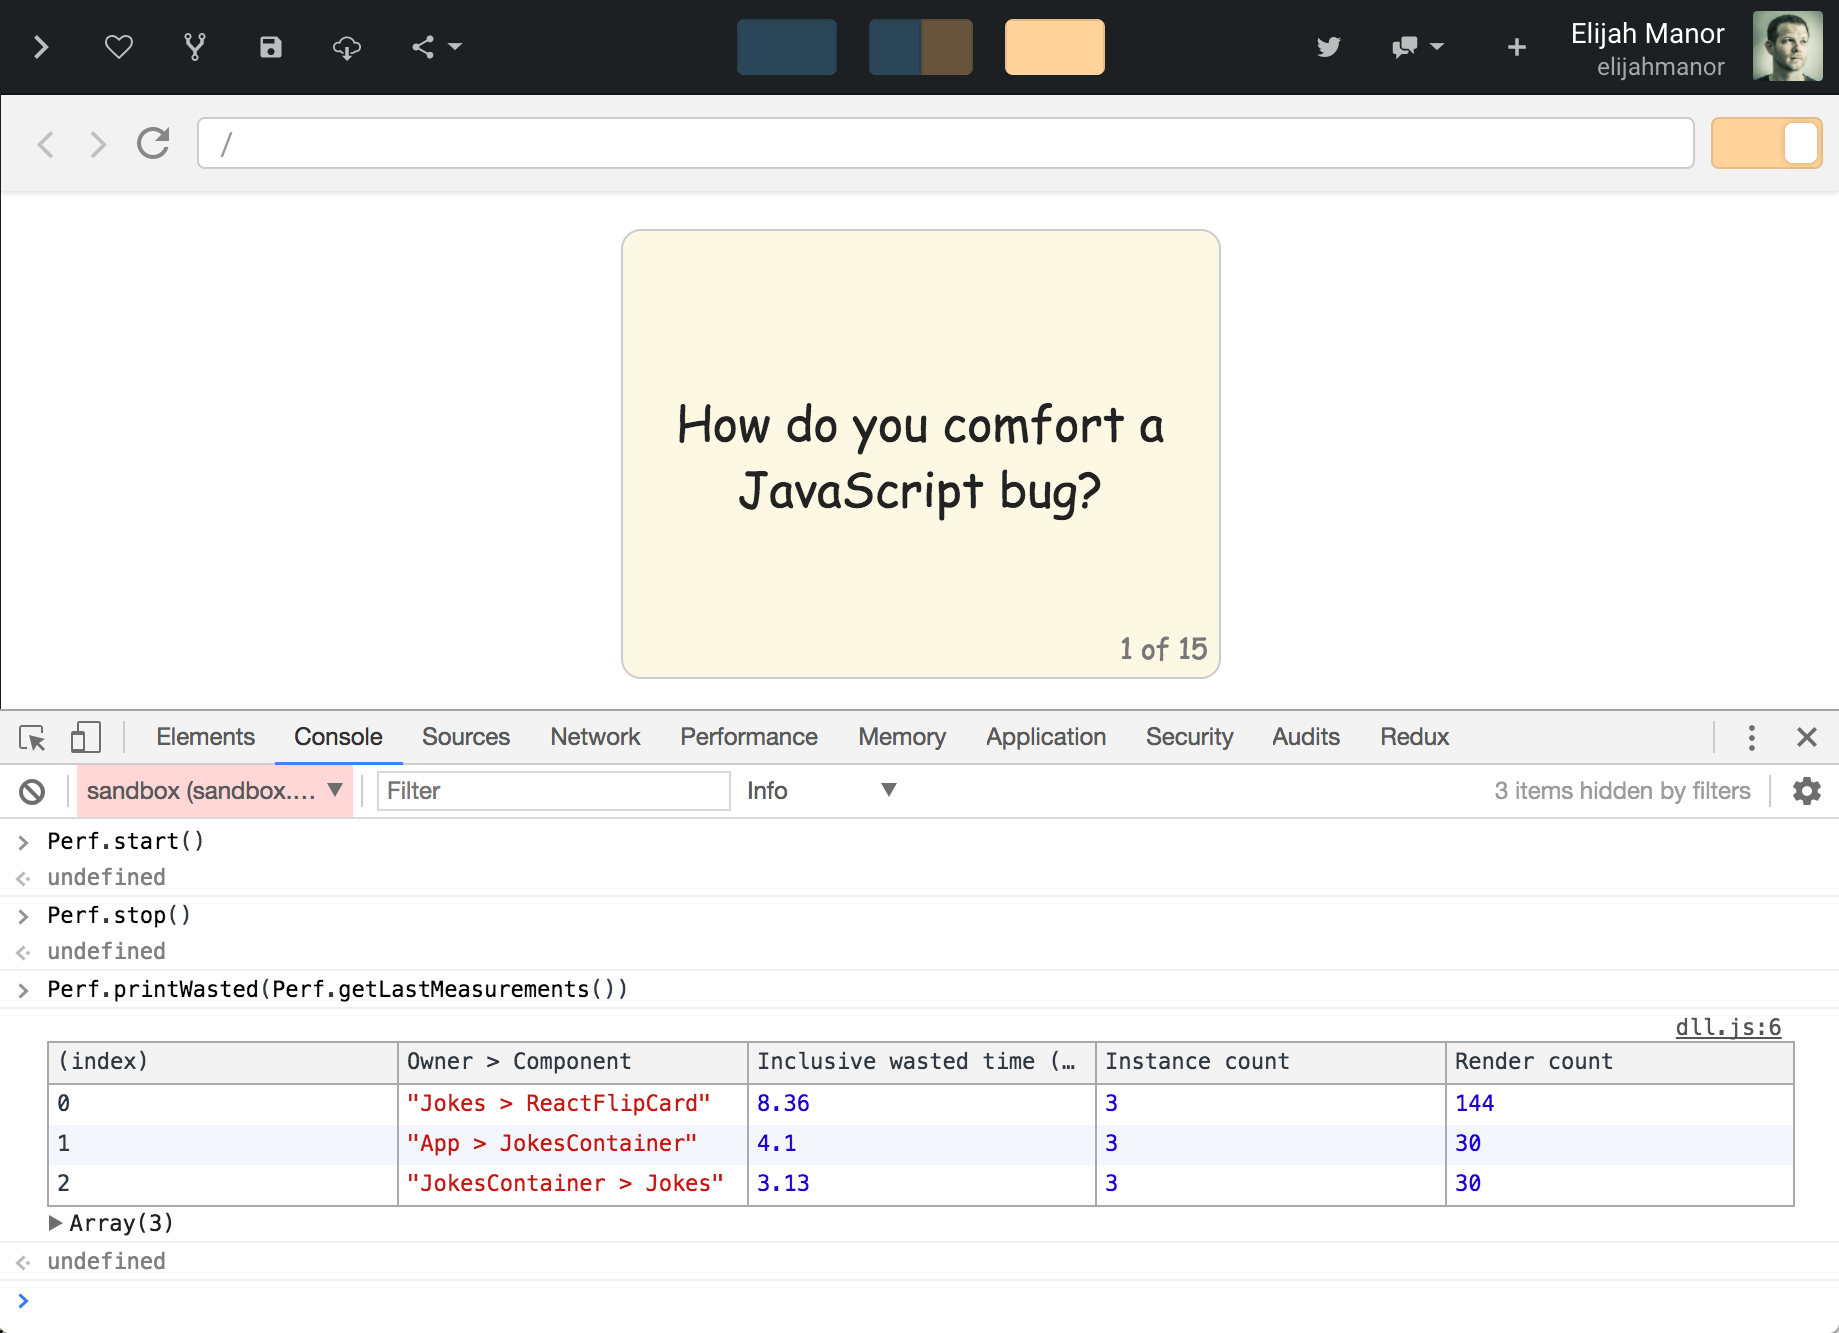 Elijah Manor
elijahmanor
/
How do you comfort a
JavaScript bug?
1 of 15
Elements Console Sources Network Performance Memory Application Security Audits Redux
sandbox (sandbox.... Filter Info 3 items hidden by filters
Perf.start()
undefined
Perf.stop()
undefined
Perf.printWasted(Perf.getLastMeasurements())
dll.js:6
(index) Owner > Component Inclusive wasted time (… Instance count Render count
0 "Jokes > ReactFlipCard" 8.36 3 144
1 "App > JokesContainer" 4.1 3 30
2 "JokesContainer > Jokes" 3.13 3 30
Array(3)
undefined